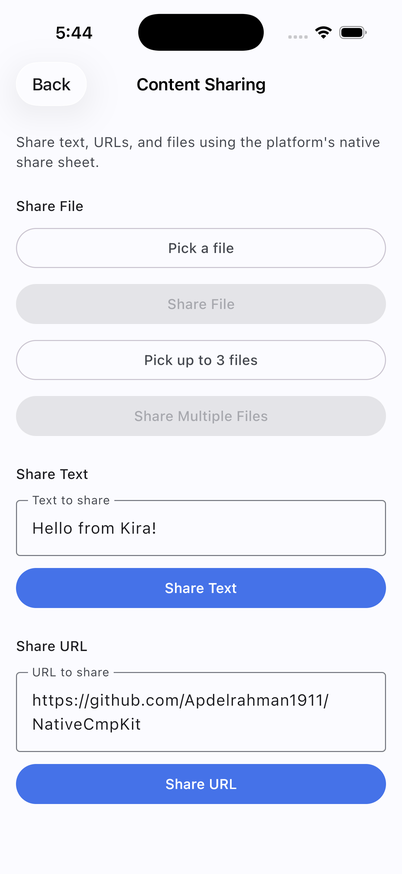 5:44
Back
Content Sharing
Share text, URLs, and files using the platform's native
share sheet.
Share File
Pick a file
Share File
Pick up to 3 files
Share Multiple Files
Share Text
Text to share
Hello from Kira!
Share Text
Share URL
URL to share
https://github.com/Apdelrahman1911/
NativeCmpKit
Share URL